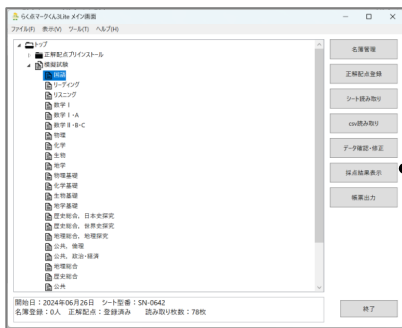 らく点マークくん3Lite メイン画面
ファイル(F) 表示(V) ツール(T) ヘルプ(H)
トップ
正解配点プリインストール
模擬試験
国語
リーディング
リスニング
数学Ⅰ
数学Ⅰ・A
数学Ⅱ・B・C
物理
化学
生物
地学
物理基礎
化学基礎
生物基礎
地学基礎
歴史総合、日本史探究
歴史総合、世界史探究
地理総合、地理探究
公共、倫理
公共、政治・経済
地理総合
歴史総合
公共
名簿管理
正解配点登録
シート読み取り
csv読み取り
データ確認・修正
採点結果表示
帳票出力
開始日：2024年06月26日 シート型番：SN-0642
名簿登録：0人 正解配点：登録済み 読み取り枚数：78枚
終了